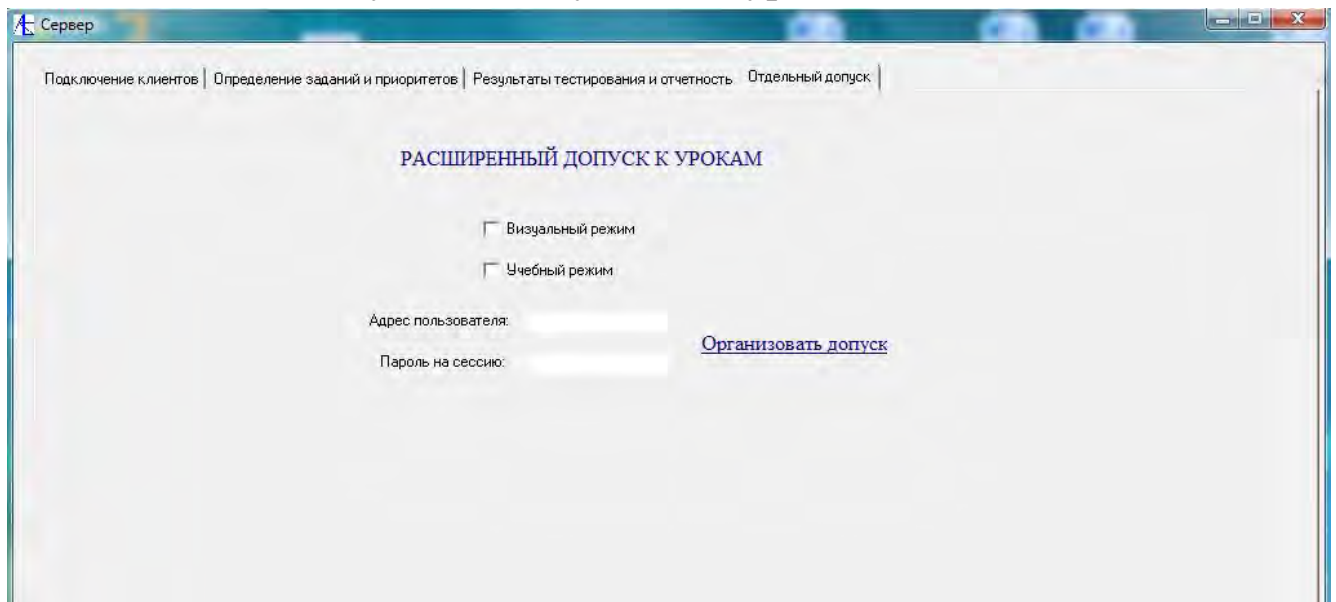 Сервер
Подключение клиентов Определение заданий и приоритетов Результаты тестирования и отчетность Отдельный допуск
РАСШИРЕННЫЙ ДОПУСК К УРОКАМ
Визуальный режим
Учебный режим
Адрес пользователя:
Организовать допуск
Пароль на сессию: